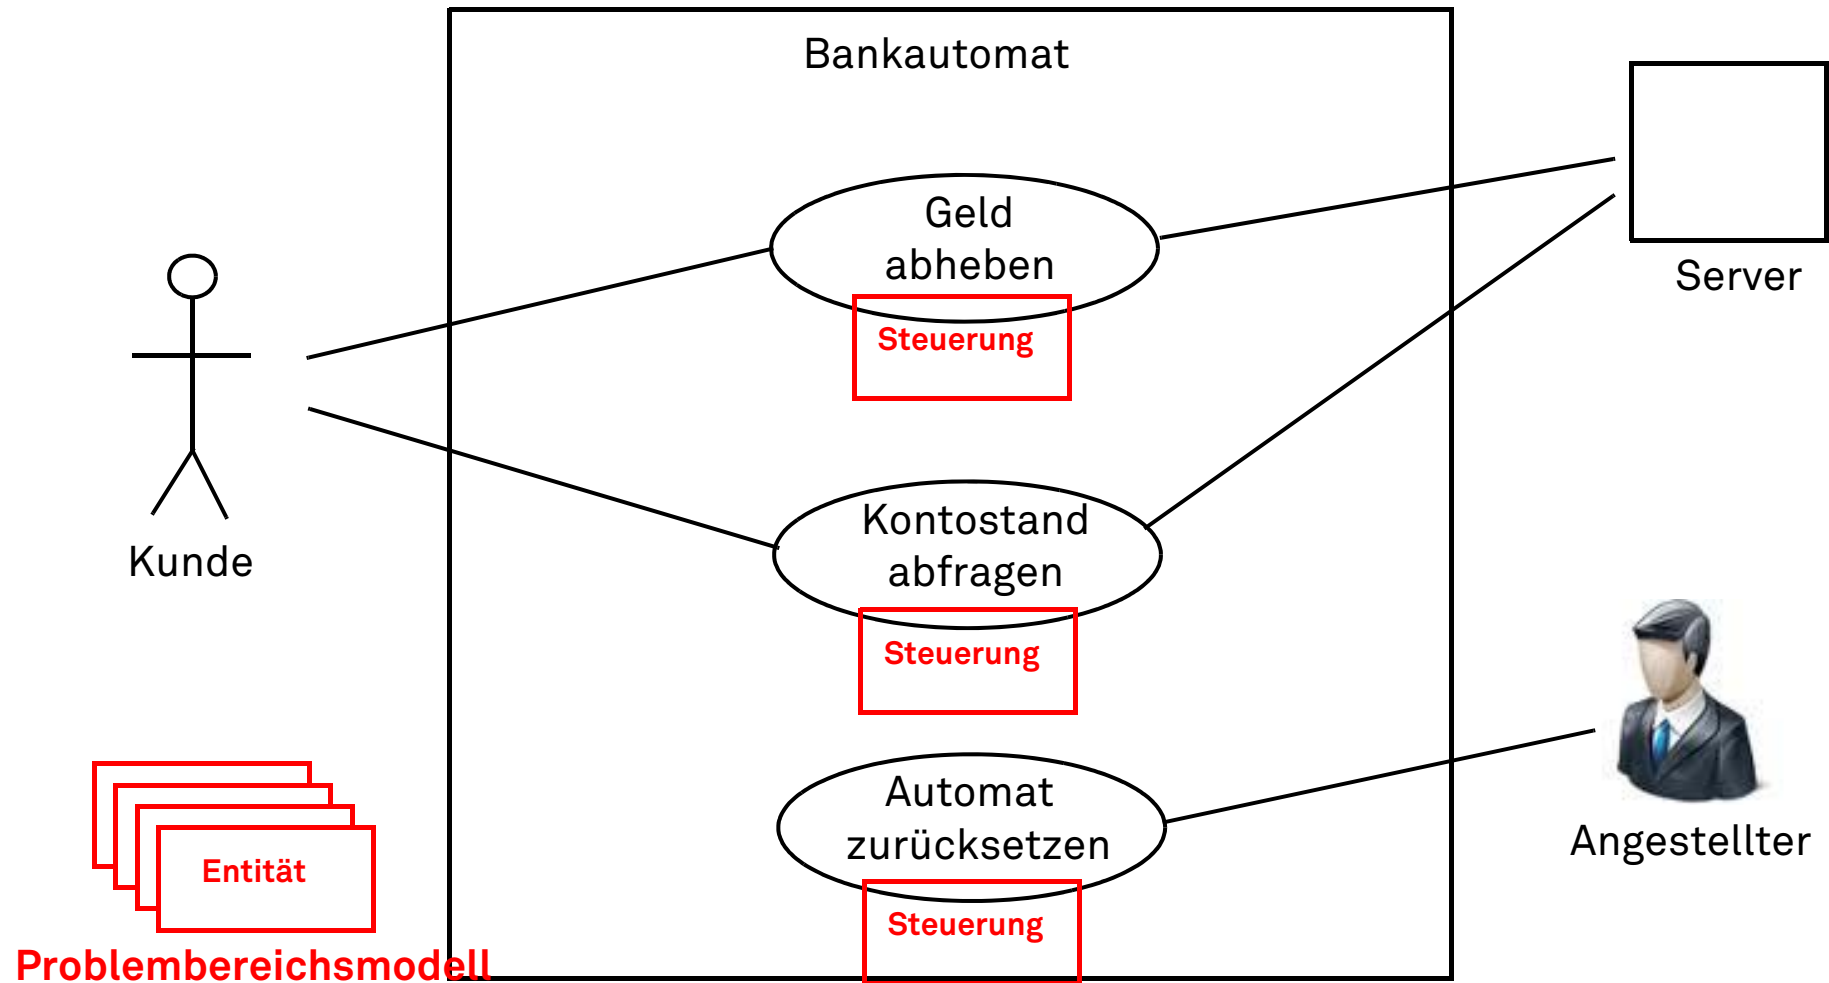 Bankautomat
Geld
abheben
Steuerung
Server
Kontostand
abfragen
Steuerung
Kunde
Automat
zurücksetzen
Steuerung
Angestellter
Entität
Problembereichsmodell